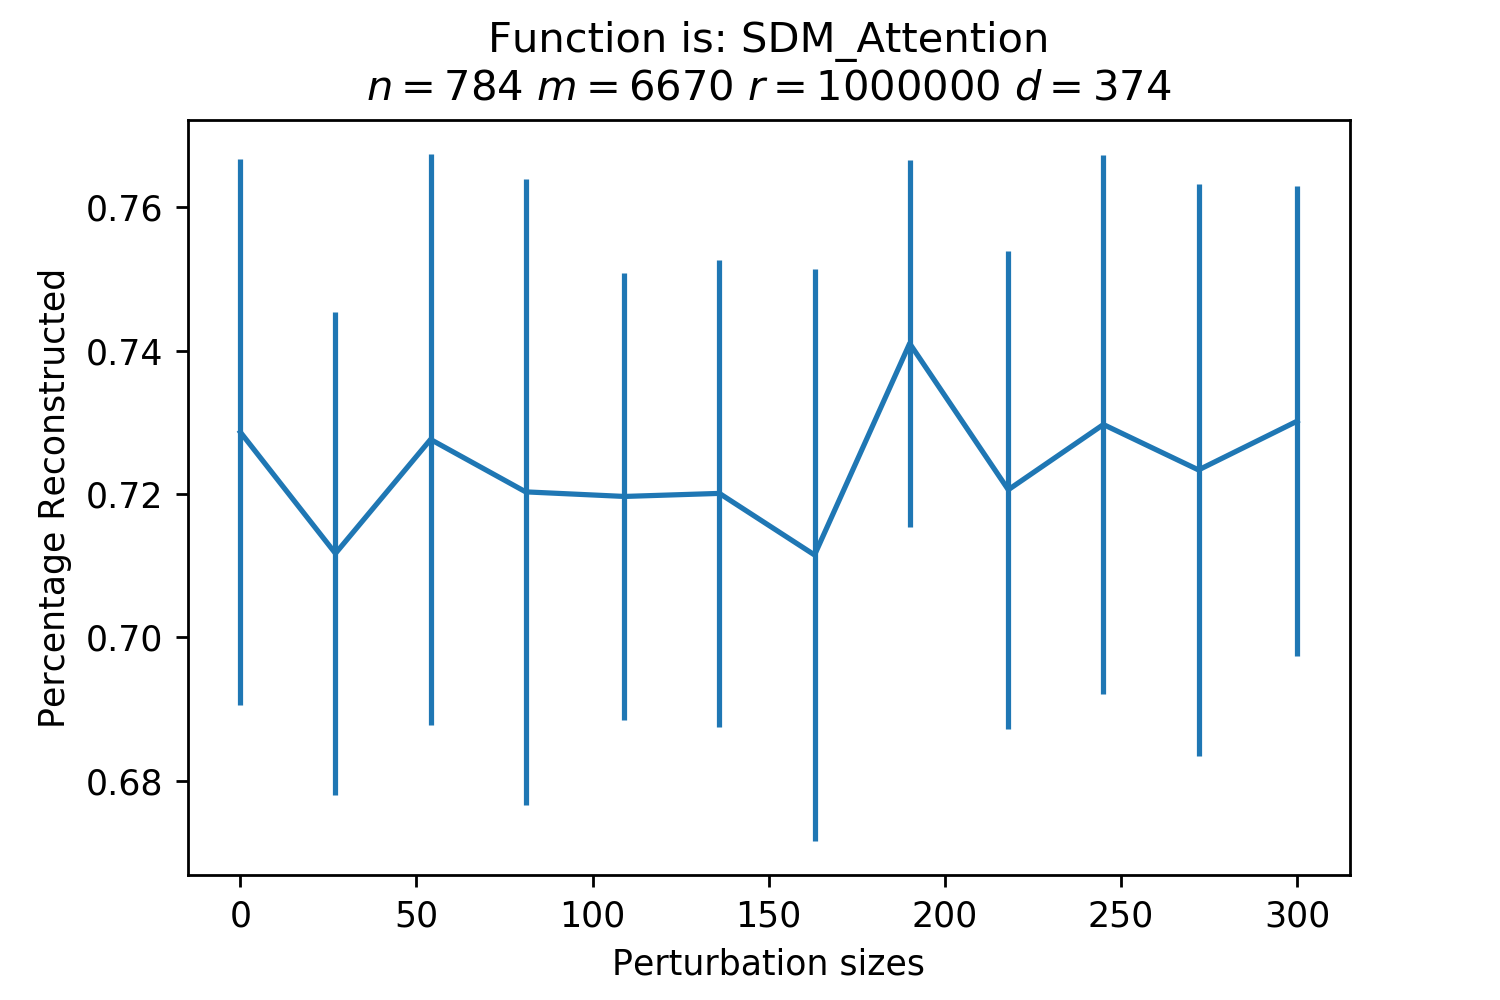 Function is: SDM_Attention
n = 784 m = 6670 r = 1000000 d = 374
Percentage Reconstructed
0.76
0.74
0.72
0.70
0.68
0 50 100 150 200 250 300
Perturbation sizes